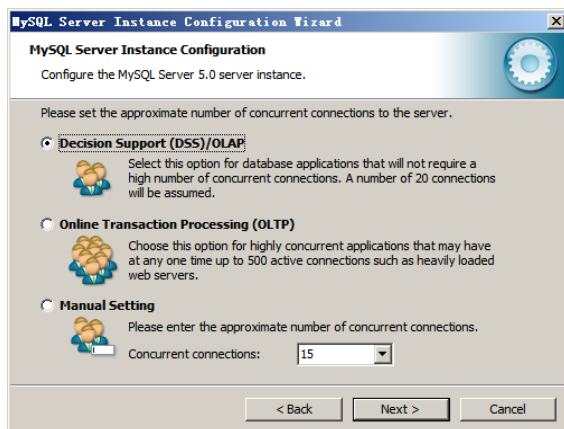 MySQL Server Instance Configuration Wizard
MySQL Server Instance Configuration
Configure the MySQL Server 5.0 server instance.
Please set the approximate number of concurrent connections to the server.
Decision Support (DSS)/OLAP
Select this option for database applications that will not require a
high number of concurrent connections. A number of 20 connections
will be assumed.
Online Transaction Processing (OLTP)
Choose this option for highly concurrent applications that may have
at any one time up to 500 active connections such as heavily loaded
web servers.
Manual Setting
Please enter the approximate number of concurrent connections.
Concurrent connections: 15
< Back Next > Cancel